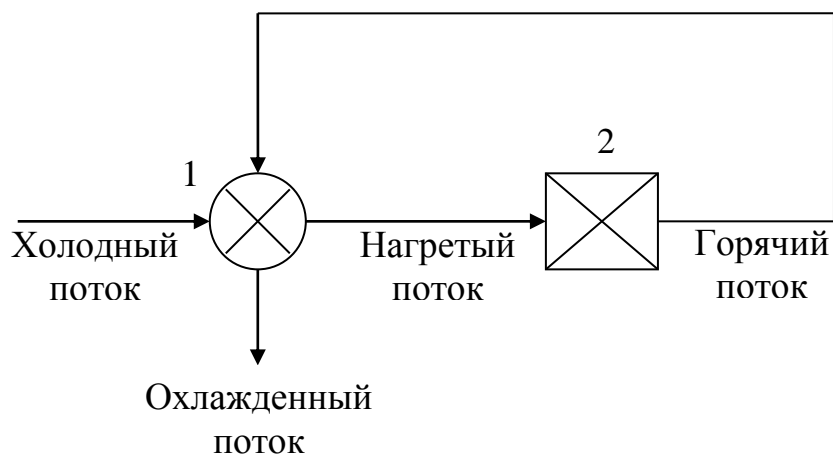 1
2
Холодный
поток
Нагретый
поток
Горячий
поток
Охлажденный
поток